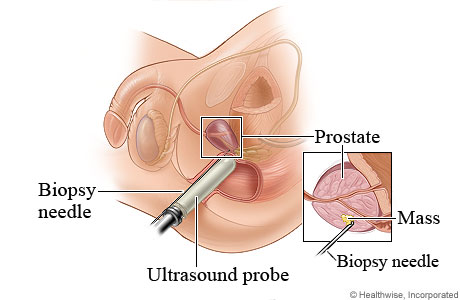 Prostate
Biopsy
needle
Mass
Biopsy needle
Ultrasound probe
© Healthwise, Incorporated